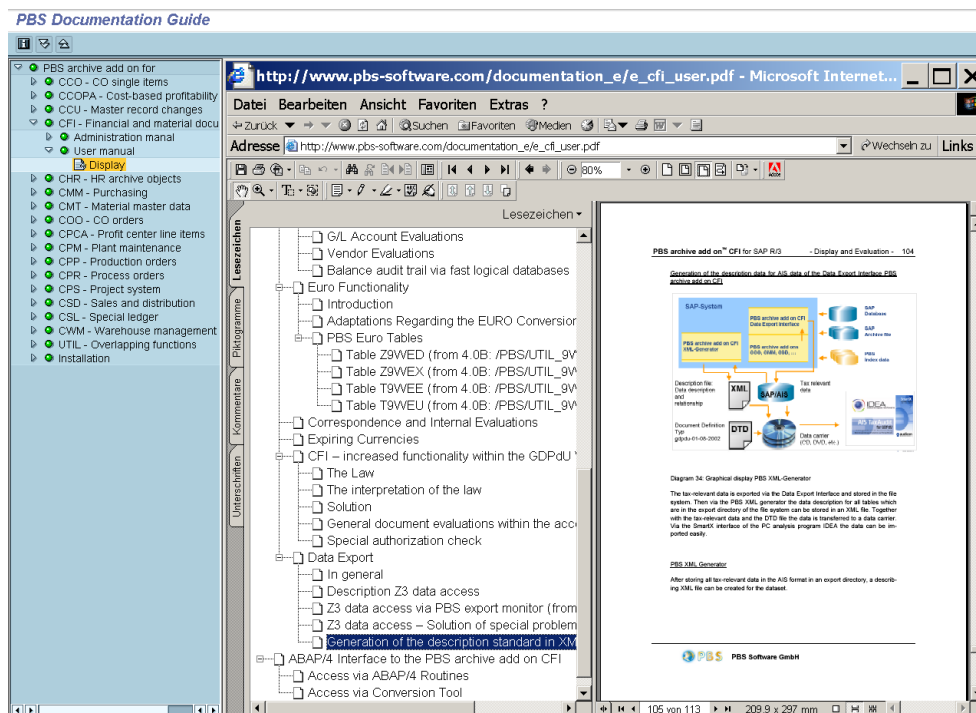 PBS Documentation Guide
PBS archive add on for
CCO - CO single items
CCOPA - Cost-based profitability
CCU - Master record changes
CFI - Financial and material docu
Administration manal
User manual
Display
CHR - HR archive objects
CMM - Purchasing
CMT - Material master data
COO - CO orders
CPCA - Profit center line items
CPM - Plant maintenance
CPP - Production orders
CPR - Process orders
CPS - Project system
CSD - Sales and distribution
CSL - Special ledger
CWM - Warehouse management
UTIL - Overlapping functions
Installation
http://www.pbs-software.com/documentation_e/e_cfi_user.pdf - Microsoft Internet...
Datei Bearbeiten Ansicht Favoriten Extras ?
Zurück Suchen Favoriten Medien
Adresse http://www.pbs-software.com/documentation_e/e_cfi_user.pdf Wechseln zu Links
80%
Lesezeichen
Lesezeichen
Piktogramme
Kommentare
Unterschriften
G/L Account Evaluations
Vendor Evaluations
Balance audit trail via fast logical databases
Euro Functionality
Introduction
Adaptations Regarding the EURO Conversion
PBS Euro Tables
Table Z9WED (from 4.0B: /PBS/UTIL_9W
Table Z9WEX (from 4.0B: /PBS/UTIL_9W
Table T9WEE (from 4.0B: /PBS/UTIL_9W
Table T9WEU (from 4.0B: /PBS/UTIL_9W
Correspondence and Internal Evaluations
Expiring Currencies
CFI – increased functionality within the GDPdU
The Law
The interpretation of the law
Solution
General document evaluations within the acc
Special authorization check
Data Export
In general
Description Z3 data access
Z3 data access via PBS export monitor (from
Z3 data access – Solution of special problem
Generation of the description standard in XM
ABAP/4 Interface to the PBS archive add on CFI
Access via ABAP/4 Routines
Access via Conversion Tool
PBS archive add on™ CFI for SAP R/3 - Display and Evaluation - 104
Generation of the description data for AIS data of the Data Export Interface PBS
archive add on CFI
SAP-System
PBS archive add on CFI
Data Export Interface
PBS archive add on CFI
XML-Generator
PBS archive add ons
SAP
Database
SAP
Archive file
PBS
Index data
Description file:
Data description
and
relationship
XML
SAP/AIS
Tax relevant
data
Document Definition
Typ
gdpdu-01-08-2002
DTD
Data carrier
(CD, DVD, etc.)
IDEA
AIS TaxAudit
Diagram 34: Graphical display PBS XML-Generator
The tax-relevant data is exported via the Data Export Interface and stored in the file
system. Then via the PBS XML generator the data description for all tables which
are in the export directory of the file system can be stored in an XML file. Together
with the tax-relevant data and the DTD file the data is transferred to a data carrier.
Via the SmartX interface of the PC analysis program IDEA the data can be im-
ported easily.
PBS XML Generator
After storing all tax-relevant data in the AIS format in an export directory, a describ-
ing XML file can be created for the dataset.
PBS PBS Software GmbH
105 von 113 209,9 x 297 mm